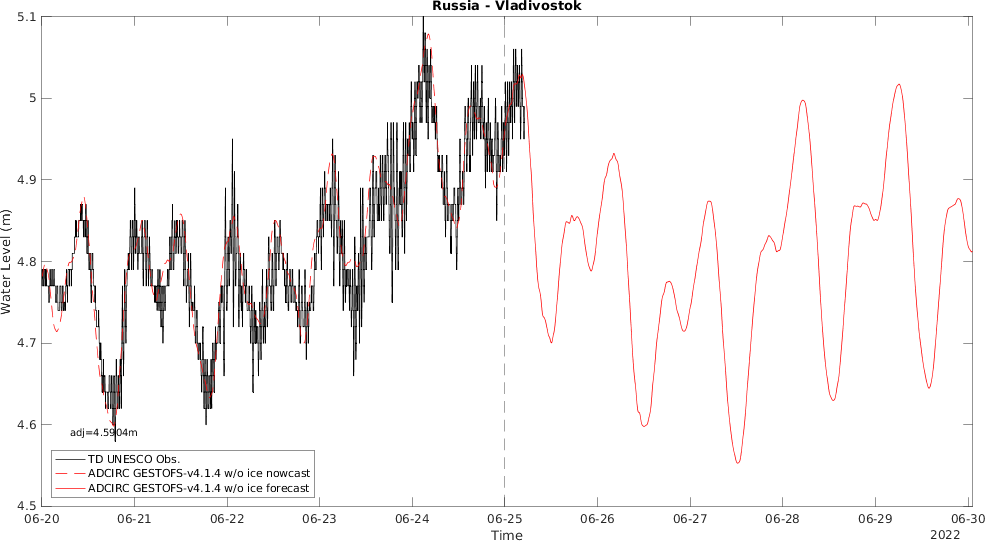 Russia - Vladivostok
5.1
5
4.9
4.8
4.7
4.6
4.5
Water Level (m)
adj=4.5904m
TD UNESCO Obs.
ADCIRC GESTOFS-v4.1.4 w/o ice nowcast
ADCIRC GESTOFS-v4.1.4 w/o ice forecast
06-20 06-21 06-22 06-23 06-24 06-25 06-26 06-27 06-28 06-29 06-30
Time
2022